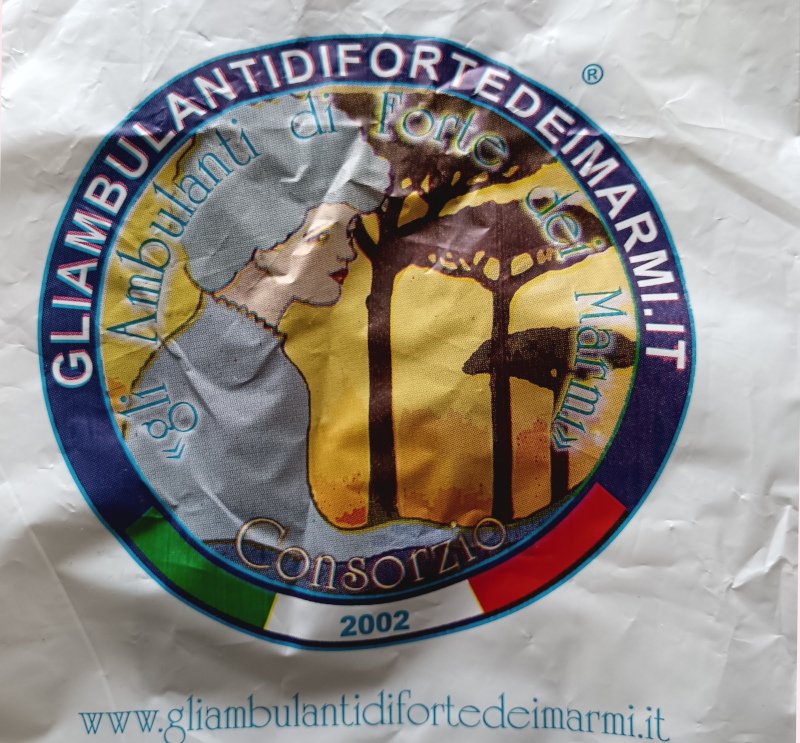 GLIAMBULANTIDIFORTEDEIMARMI.IT
®
«gli Ambulanti di Forte dei Marmi»
Consorzio
2002
www.gliambulantidifortedeimarmi.it